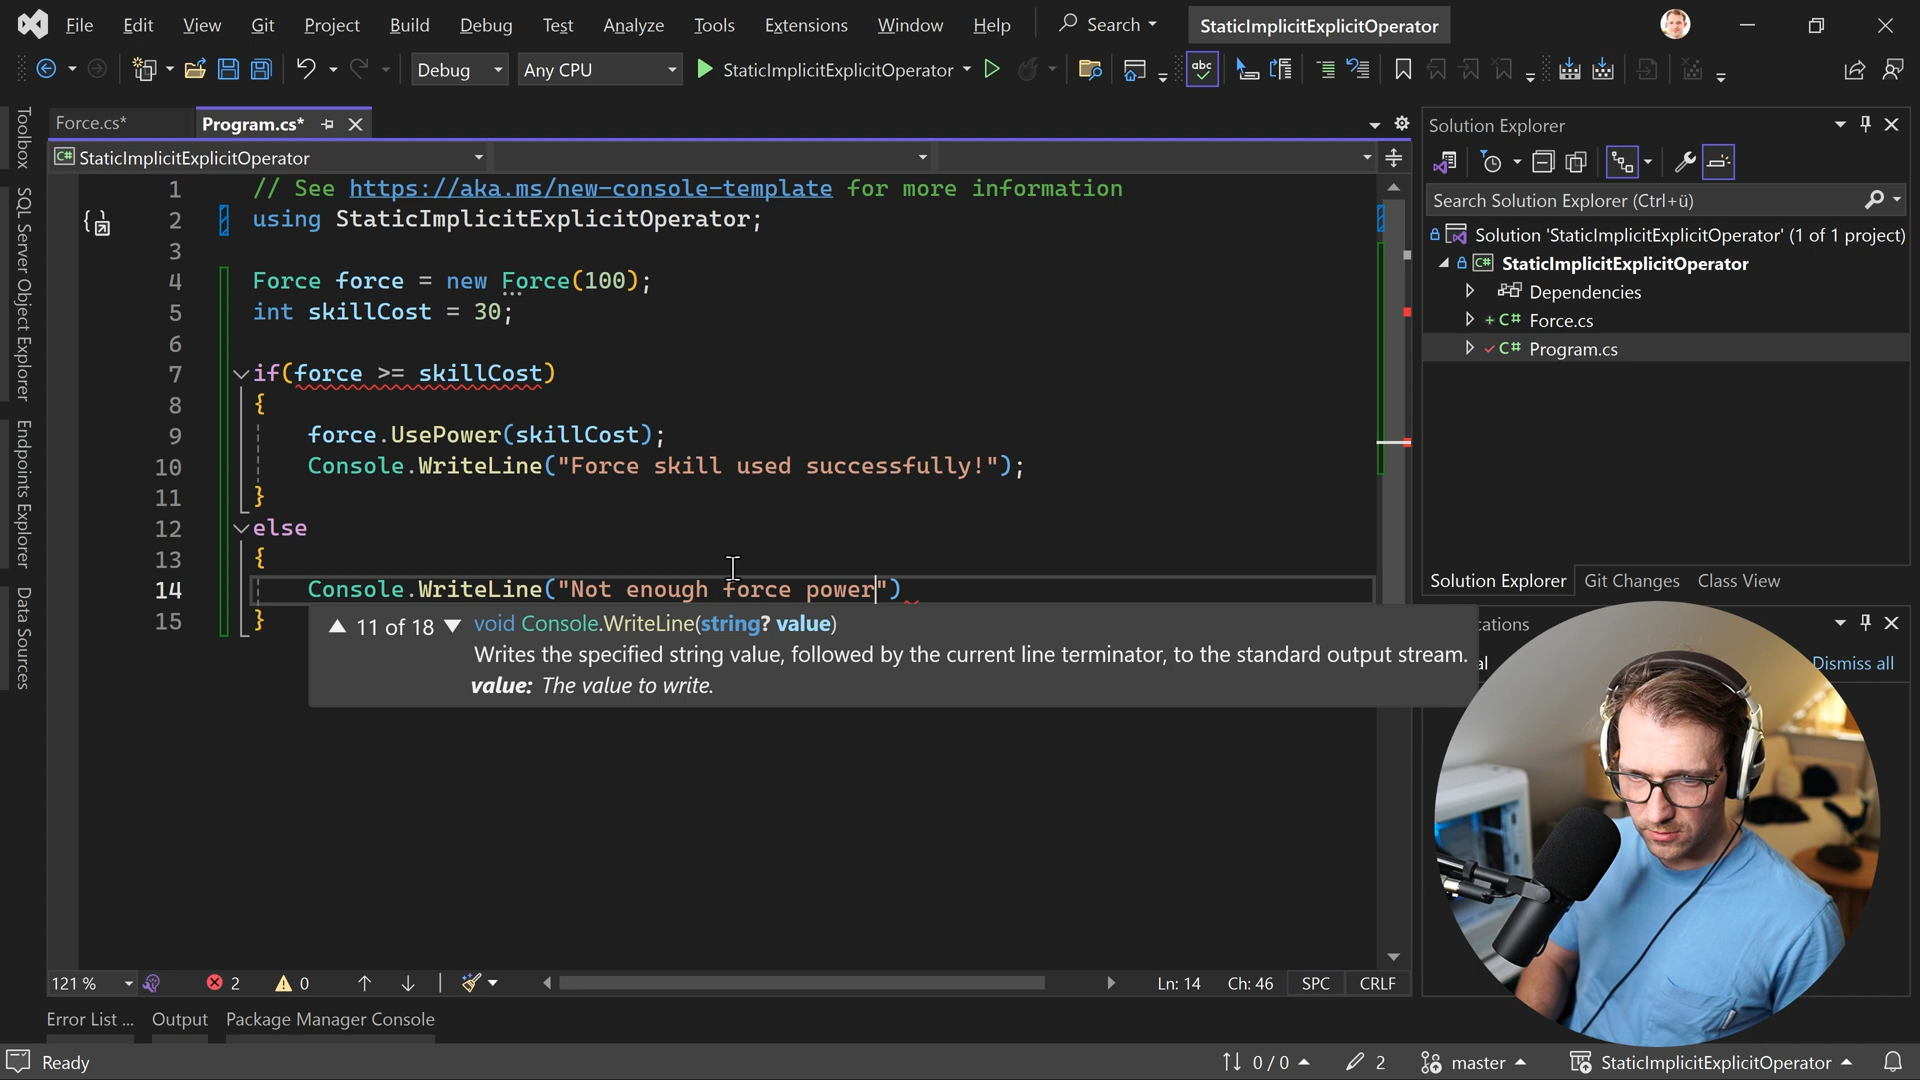 File Edit View Git Project Build Debug Test Analyze Tools Extensions Window Help Search StaticImplicitExplicitOperator
Debug Any CPU StaticImplicitExplicitOperator
Toolbox
SQL Server Object Explorer
Endpoints Explorer
Data Sources
Force.cs* Program.cs*
StaticImplicitExplicitOperator
1 // See https://aka.ms/new-console-template for more information
2 using StaticImplicitExplicitOperator;
3
4 Force force = new Force(100);
5 int skillCost = 30;
6
7 if(force >= skillCost)
8 {
9 force.UsePower(skillCost);
10 Console.WriteLine("Force skill used successfully!");
11 }
12 else
13 {
14 Console.WriteLine("Not enough force power")
15 }
11 of 18 void Console.WriteLine(string? value)
Writes the specified string value, followed by the current line terminator, to the standard output stream.
value: The value to write.
121 % 2 0 Ln: 14 Ch: 46 SPC CRLF
Error List ... Output Package Manager Console
Solution Explorer
Search Solution Explorer (Ctrl+ü)
Solution 'StaticImplicitExplicitOperator' (1 of 1 project)
C# StaticImplicitExplicitOperator
Dependencies
+ C# Force.cs
C# Program.cs
Solution Explorer Git Changes Class View
cations
al Dismiss all
Ready 0 / 0 2 master StaticImplicitExplicitOperator